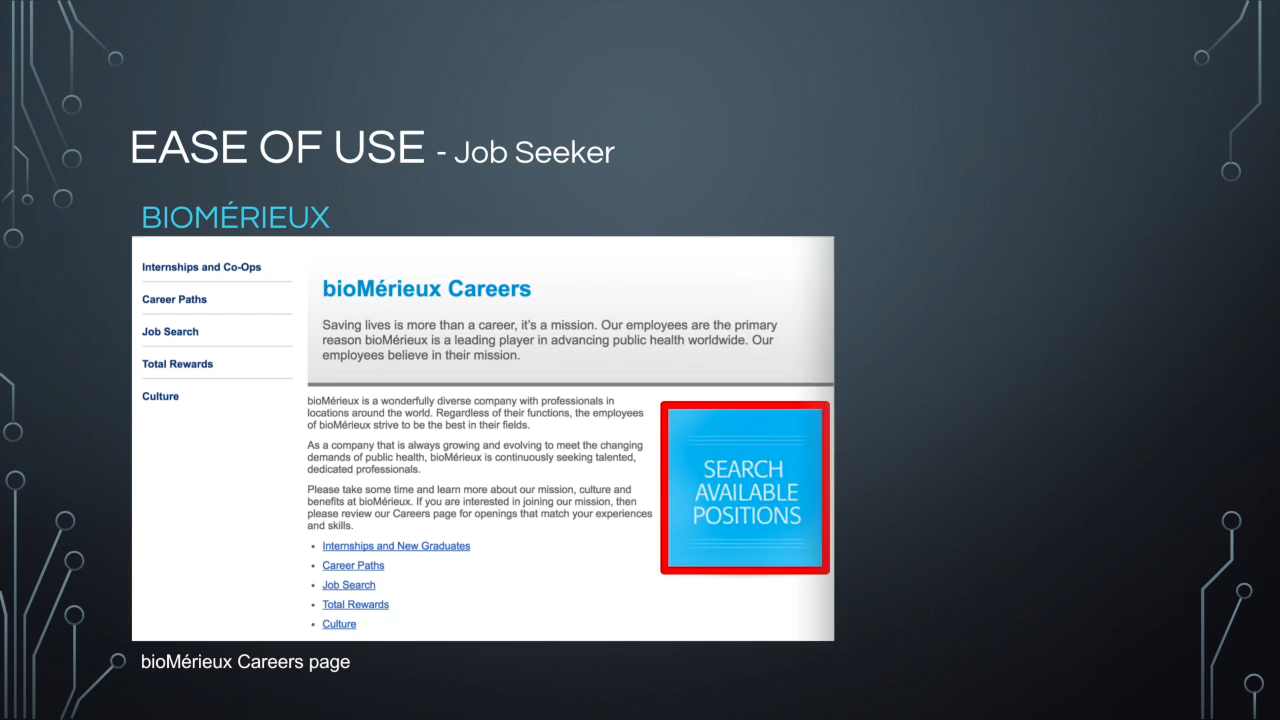 EASE OF USE - Job Seeker
BIOMÉRIEUX
Internships and Co-Ops
Career Paths
Job Search
Total Rewards
Culture
bioMérieux Careers
Saving lives is more than a career, it's a mission. Our employees are the primary
reason bioMérieux is a leading player in advancing public health worldwide. Our
employees believe in their mission.
bioMérieux is a wonderfully diverse company with professionals in
locations around the world. Regardless of their functions, the employees
of bioMérieux strive to be the best in their fields.
As a company that is always growing and evolving to meet the changing
demands of public health, bioMérieux is continuously seeking talented,
dedicated professionals.
Please take some time and learn more about our mission, culture and
benefits at bioMérieux. If you are interested in joining our mission, then
please review our Careers page for openings that match your experiences
and skills.
• Internships and New Graduates
• Career Paths
• Job Search
• Total Rewards
• Culture
SEARCH
AVAILABLE
POSITIONS
bioMérieux Careers page